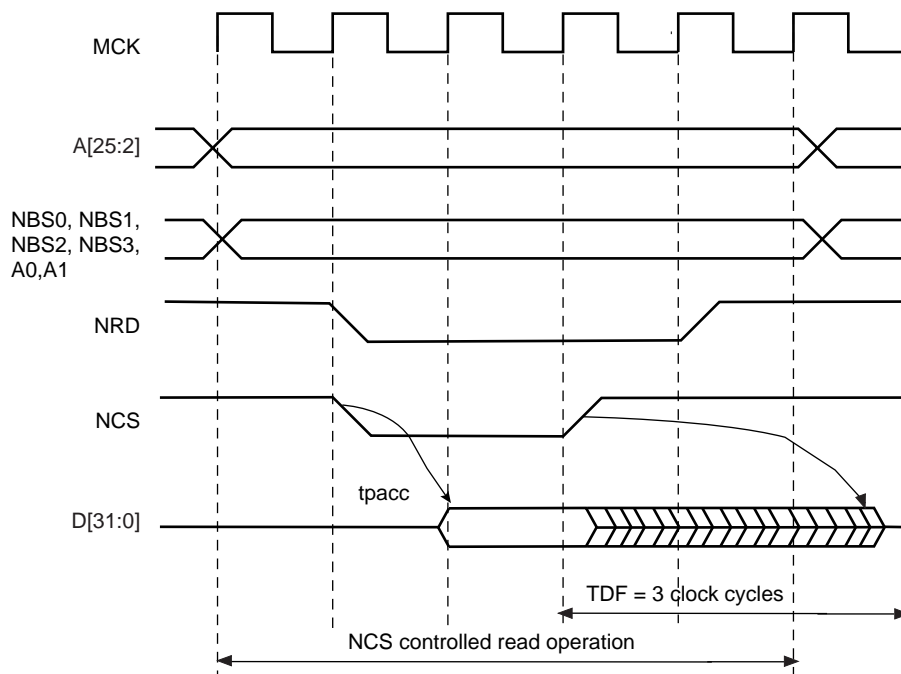 MCK
A[25:2]
NBS0, NBS1,
NBS2, NBS3,
A0,A1
NRD
NCS
tpacc
D[31:0]
TDF = 3 clock cycles
NCS controlled read operation